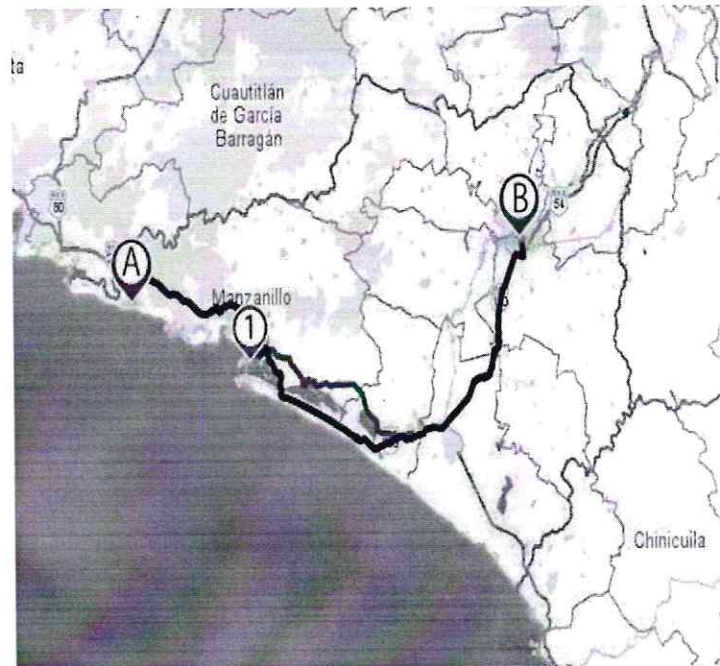 ta
Cuautitlán
de García
Barragán
80
54
B
A
Manzanillo
1
Chinicuila